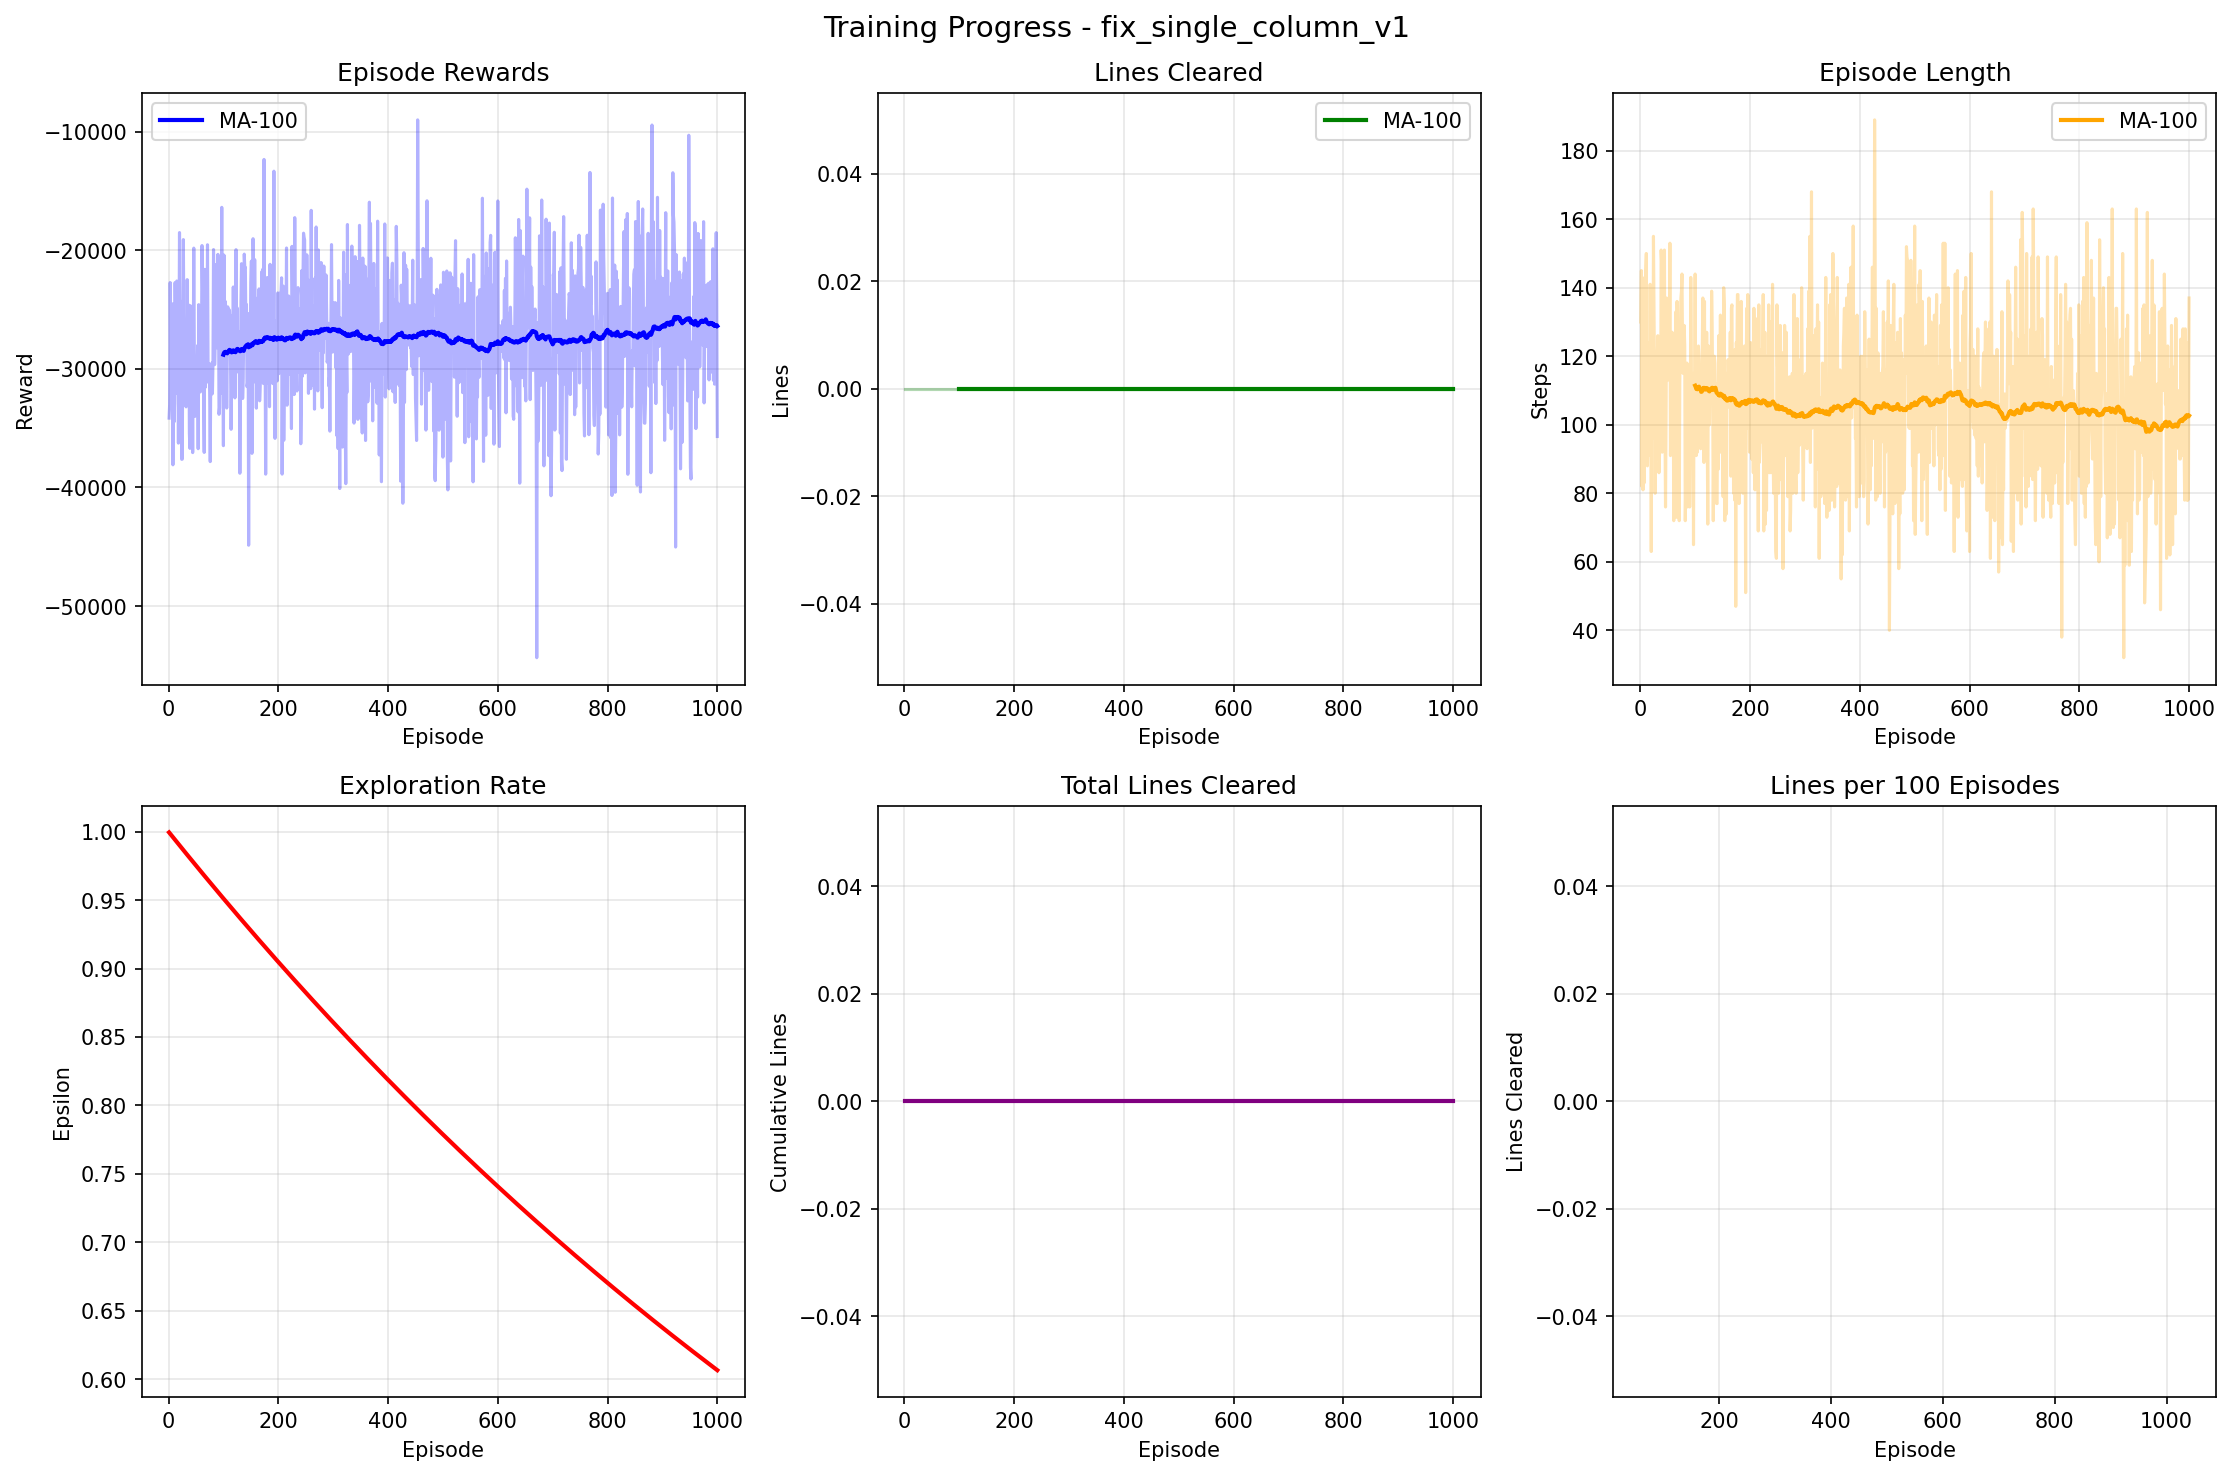 Training Progress - fix_single_column_v1
Episode Rewards
MA-100
Reward
−10000
−20000
−30000
−40000
−50000
0 200 400 600 800 1000
Episode
Lines Cleared
MA-100
Lines
0.04
0.02
0.00
−0.02
−0.04
0 200 400 600 800 1000
Episode
Episode Length
MA-100
Steps
180
160
140
120
100
80
60
40
0 200 400 600 800 1000
Episode
Exploration Rate
Epsilon
1.00
0.95
0.90
0.85
0.80
0.75
0.70
0.65
0.60
0 200 400 600 800 1000
Episode
Total Lines Cleared
Cumulative Lines
0.04
0.02
0.00
−0.02
−0.04
0 200 400 600 800 1000
Episode
Lines per 100 Episodes
Lines Cleared
0.04
0.02
0.00
−0.02
−0.04
200 400 600 800 1000
Episode